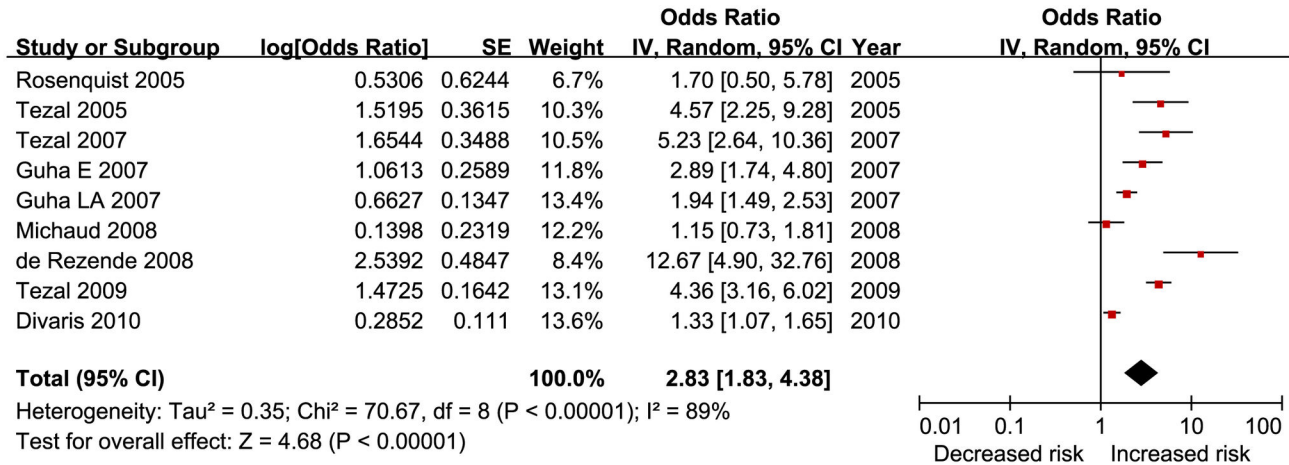 Odds Ratio Odds Ratio
Study or Subgroup log[Odds Ratio] SE Weight IV, Random, 95% CI Year IV, Random, 95% CI
Rosenquist 2005 0.5306 0.6244 6.7% 1.70 [0.50, 5.78] 2005
Tezal 2005 1.5195 0.3615 10.3% 4.57 [2.25, 9.28] 2005
Tezal 2007 1.6544 0.3488 10.5% 5.23 [2.64, 10.36] 2007
Guha E 2007 1.0613 0.2589 11.8% 2.89 [1.74, 4.80] 2007
Guha LA 2007 0.6627 0.1347 13.4% 1.94 [1.49, 2.53] 2007
Michaud 2008 0.1398 0.2319 12.2% 1.15 [0.73, 1.81] 2008
de Rezende 2008 2.5392 0.4847 8.4% 12.67 [4.90, 32.76] 2008
Tezal 2009 1.4725 0.1642 13.1% 4.36 [3.16, 6.02] 2009
Divaris 2010 0.2852 0.111 13.6% 1.33 [1.07, 1.65] 2010
Total (95% CI) 100.0% 2.83 [1.83, 4.38]
Heterogeneity: Tau² = 0.35; Chi² = 70.67, df = 8 (P < 0.00001); I² = 89%
Test for overall effect: Z = 4.68 (P < 0.00001)
0.01 0.1 1 10 100
Decreased risk Increased risk